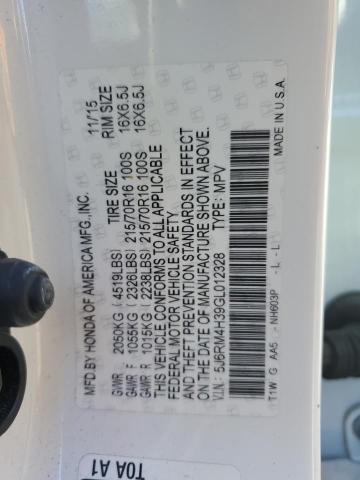 MFD.BY HONDA OF AMERICA MFG.,INC. 11/15
TIRE SIZE RIM SIZE
GVWR 2050KG (4519LBS)
GAWR F 1055KG (2326LBS) 215/70R16 100S 16X6.5J
GAWR R 1015KG (2238LBS) 215/70R16 100S 16X6.5J
THIS VEHICLE CONFORMS TO ALL APPLICABLE
FEDERAL MOTOR VEHICLE SAFETY
AND THEFT PREVENTION STANDARDS IN EFFECT
ON THE DATE OF MANUFACTURE SHOWN ABOVE.
V.I.N.: 5J6RM4H39GL012328 TYPE: MPV
T1W G AA5 NH603P - L - L MADE IN U.S.A.
T0A A1